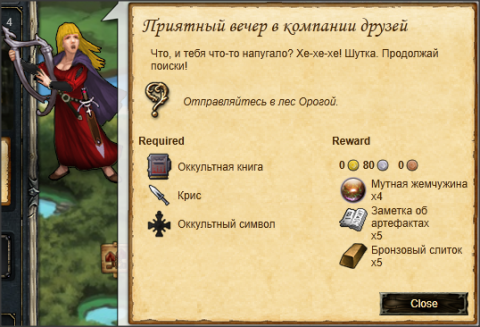 4
Приятный вечер в компании друзей
Что, и тебя что-то напугало? Хе-хе-хе! Шутка. Продолжай
поиски!
Отправляйтесь в лес Орогой.
Required
Reward
0 80 0
Оккультная книга
Мутная жемчужина
x4
Крис
Заметка об
артефактах
x5
Оккультный символ
Бронзовый слиток
x5
Close